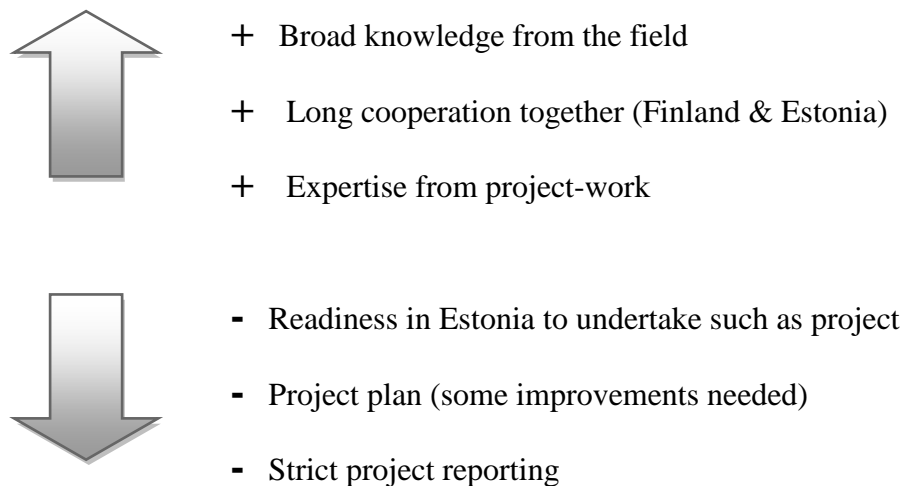 + Broad knowledge from the field
+ Long cooperation together (Finland & Estonia)
+ Expertise from project-work
- Readiness in Estonia to undertake such as project
- Project plan (some improvements needed)
- Strict project reporting